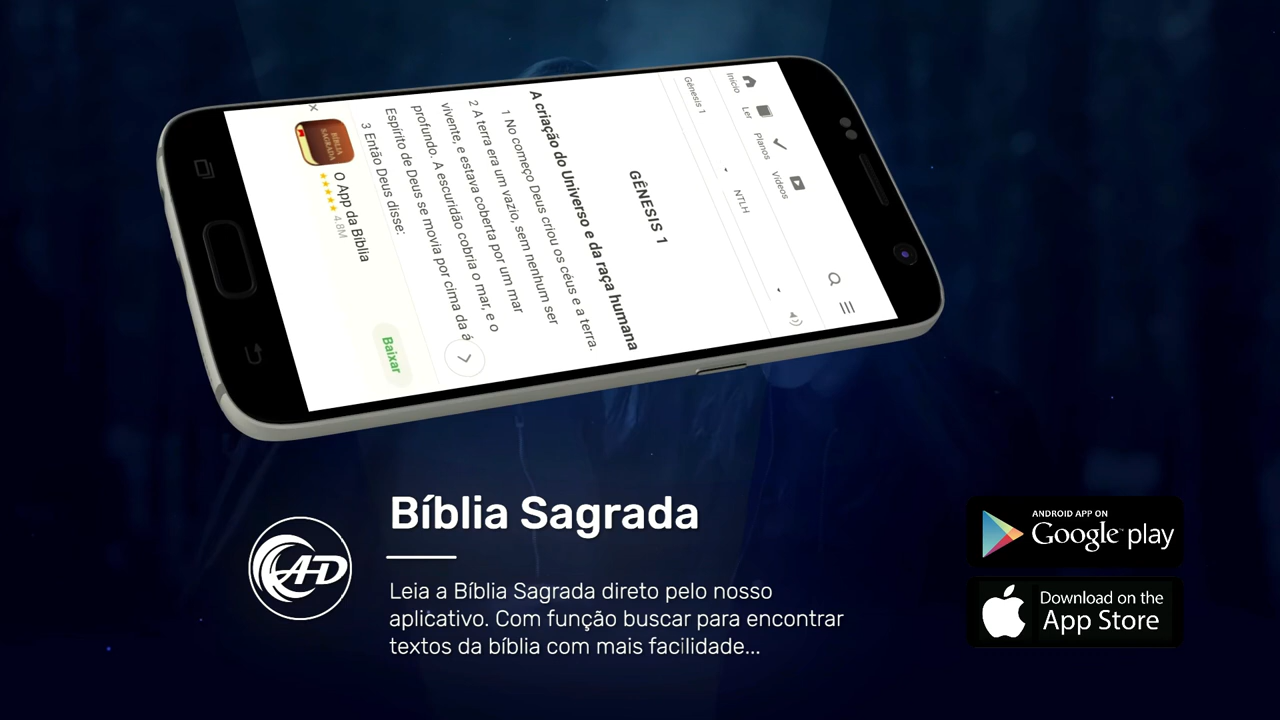 Início
Ler
Planos
Vídeos
Gênesis 1
NTLH
GÊNESIS 1
A criação do Universo e da raça humana
1 No começo Deus criou os céus e a terra.
2 A terra era um vazio, sem nenhum ser
vivente, e estava coberta por um mar
profundo. A escuridão cobria o mar, e o
Espírito de Deus se movia por cima da á
3 Então Deus disse:
×
BÍBLIA
SAGRADA
O App da Bíblia
4,8M
Baixar
Bíblia Sagrada
AD
Leia a Bíblia Sagrada direto pelo nosso
aplicativo. Com função buscar para encontrar
textos da bíblia com mais facilidade...
ANDROID APP ON
Google play
Download on the
App Store